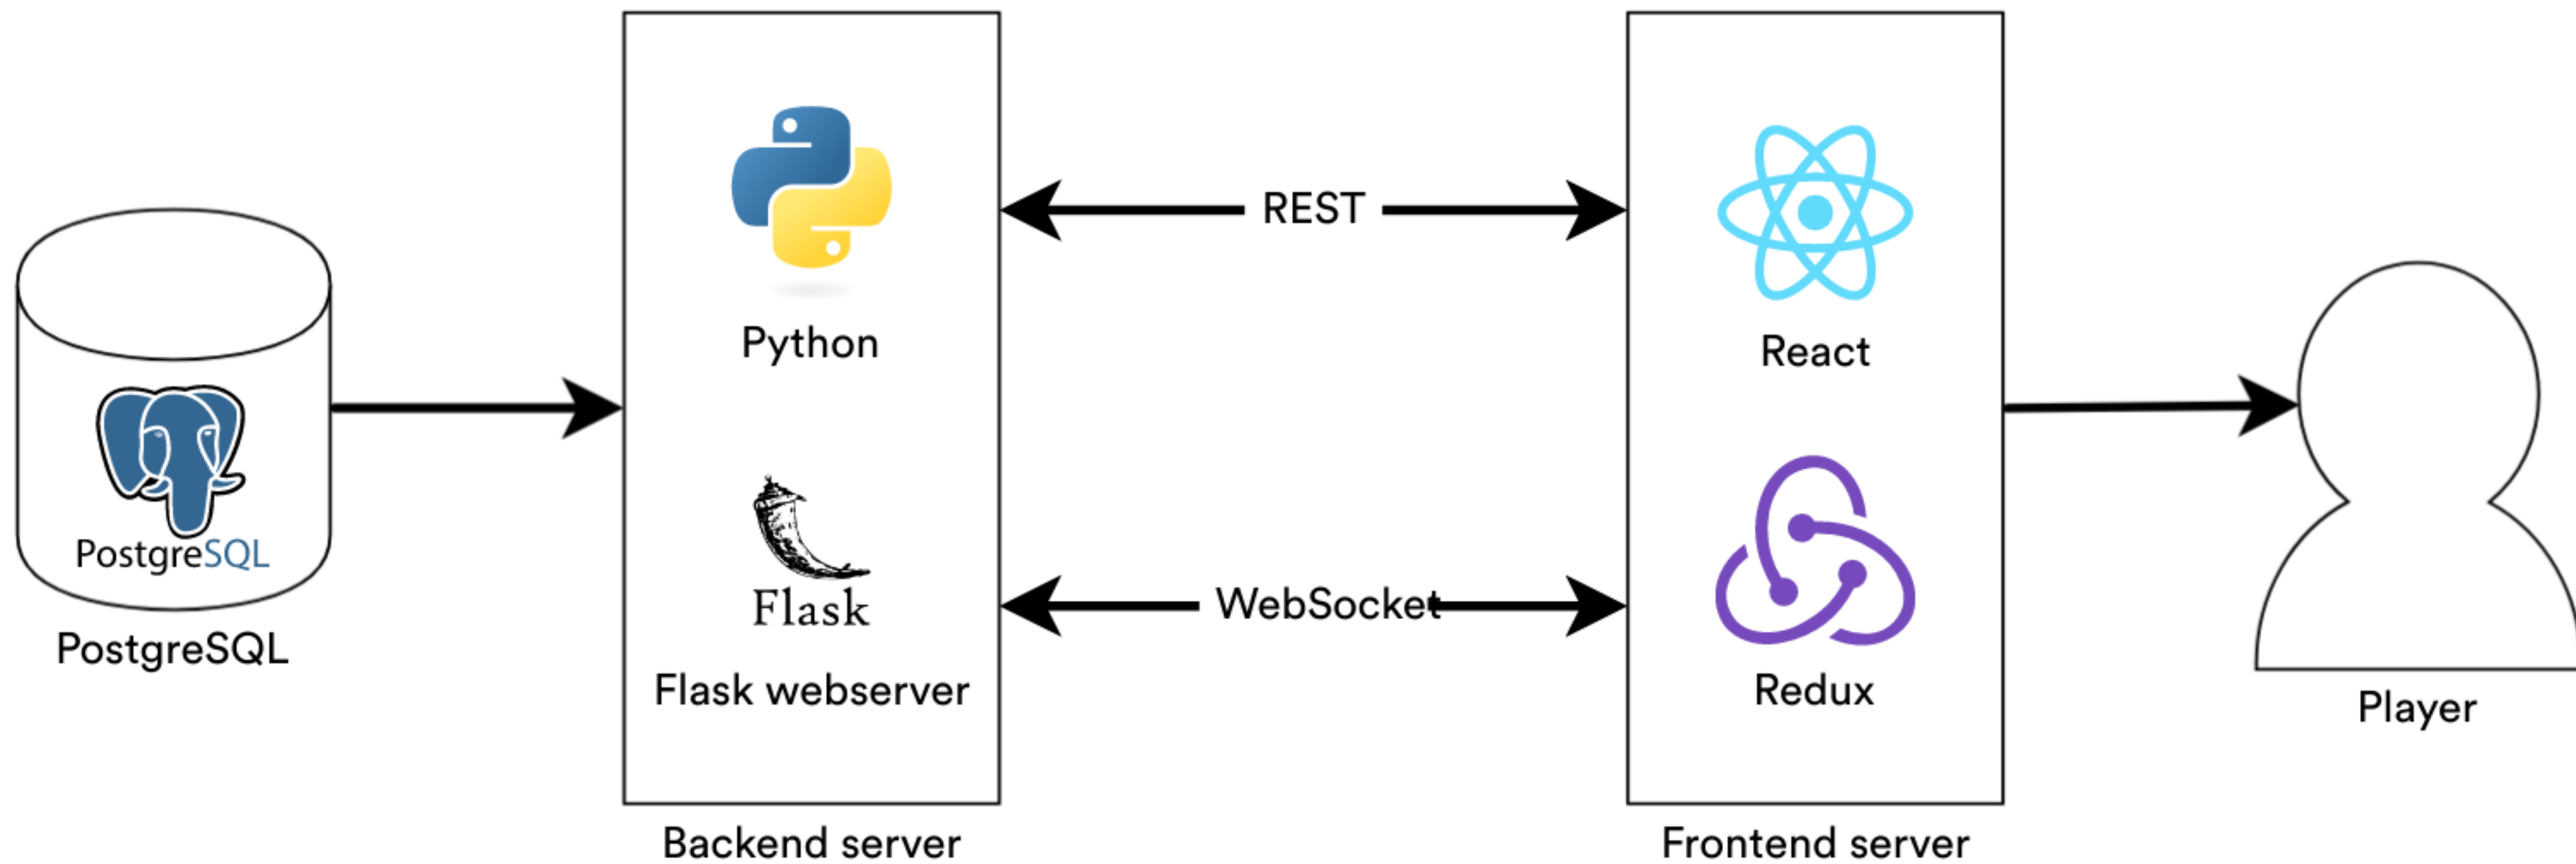 PostgreSQL
PostgreSQL
Python
Flask
Flask webserver
Backend server
REST
WebSocket
React
Redux
Frontend server
Player